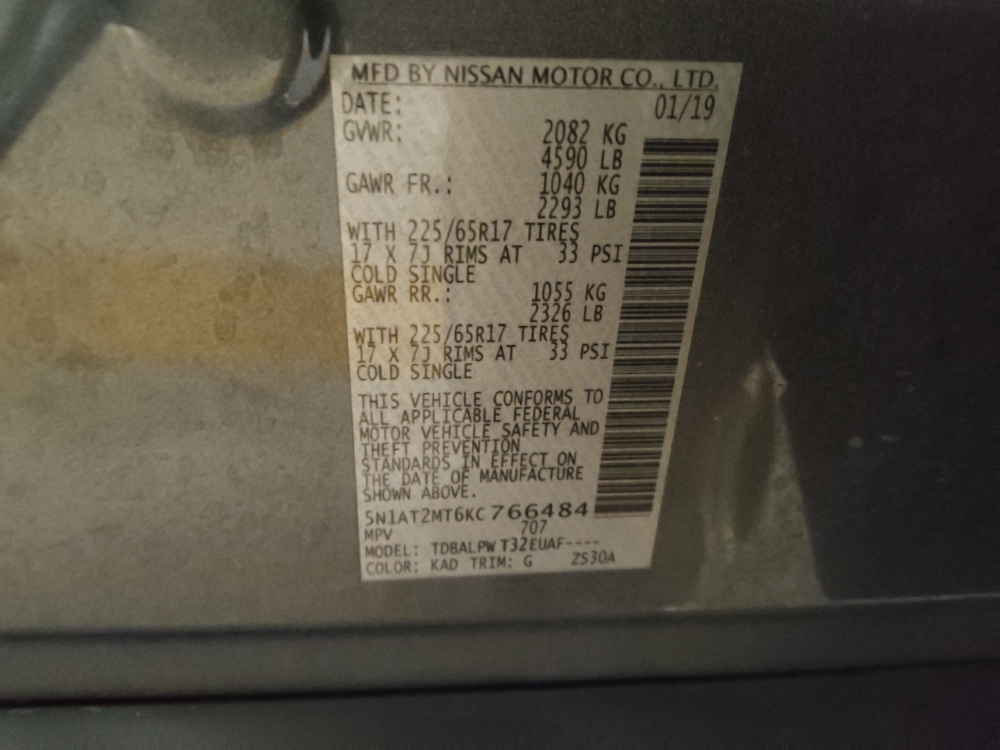 MFD BY NISSAN MOTOR CO., LTD.
DATE: 01/19
GVWR: 2082 KG
4590 LB
GAWR FR.: 1040 KG
2293 LB
WITH 225/65R17 TIRES
17 X 7J RIMS AT 33 PSI
COLD SINGLE
GAWR RR.: 1055 KG
2326 LB
WITH 225/65R17 TIRES
17 X 7J RIMS AT 33 PSI
COLD SINGLE
THIS VEHICLE CONFORMS TO
ALL APPLICABLE FEDERAL
MOTOR VEHICLE SAFETY AND
THEFT PREVENTION
STANDARDS IN EFFECT ON
THE DATE OF MANUFACTURE
SHOWN ABOVE.
5N1AT2MT6KC 766484
MPV 707
MODEL: TDBALPW T32EUAF----
COLOR: KAD TRIM: G ZS30A